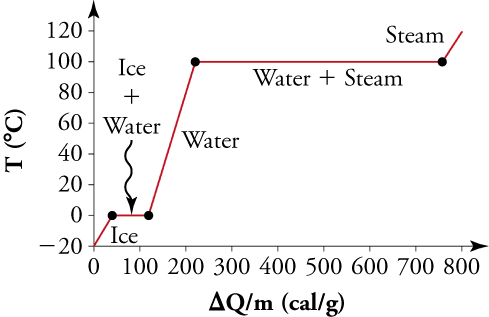 120
100
80
60
40
20
0
−20
T (°C)
Ice
+
Water
Ice
Water
Water + Steam
Steam
0 100 200 300 400 500 600 700 800
ΔQ/m (cal/g)